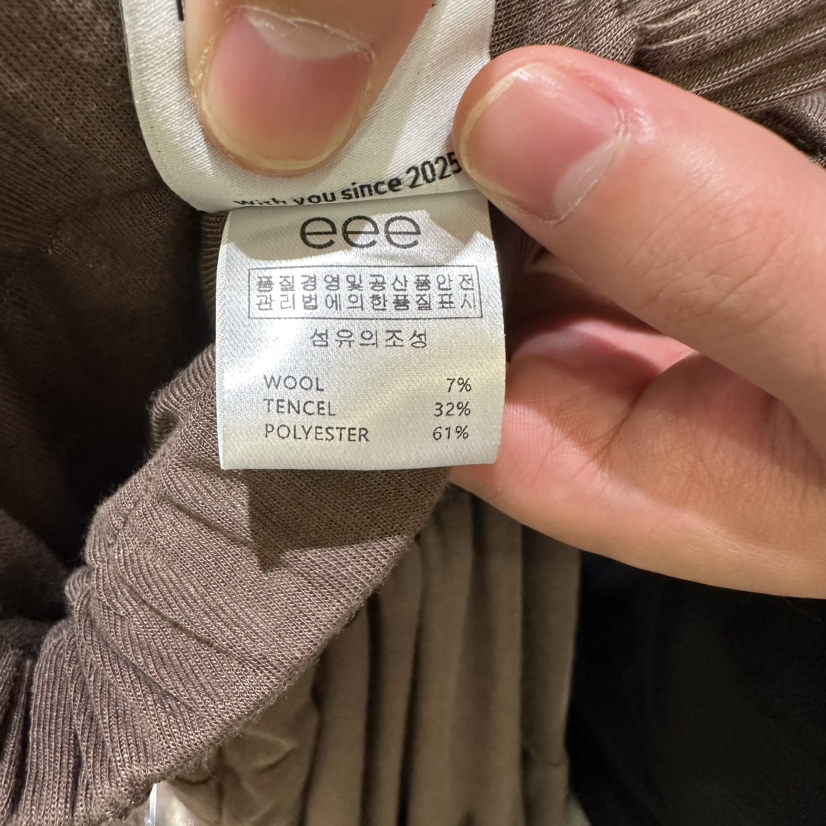 with you since 2025
eee
품질경영및공산품안전
관리법에의한품질표시
섬유의조성
WOOL 7%
TENCEL 32%
POLYESTER 61%